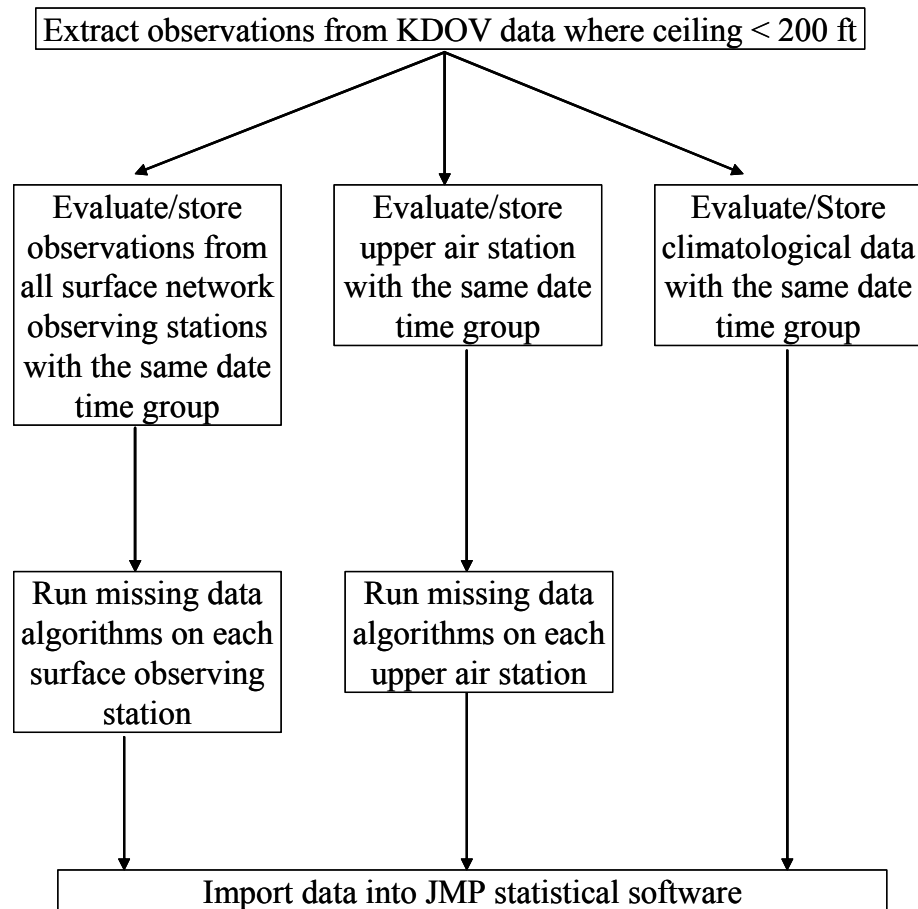 Extract observations from KDOV data where ceiling < 200 ft
Evaluate/store
observations from
all surface network
observing stations
with the same date
time group
Evaluate/store
upper air station
with the same date
time group
Evaluate/Store
climatological data
with the same date
time group
Run missing data
algorithms on each
surface observing
station
Run missing data
algorithms on each
upper air station
Import data into JMP statistical software